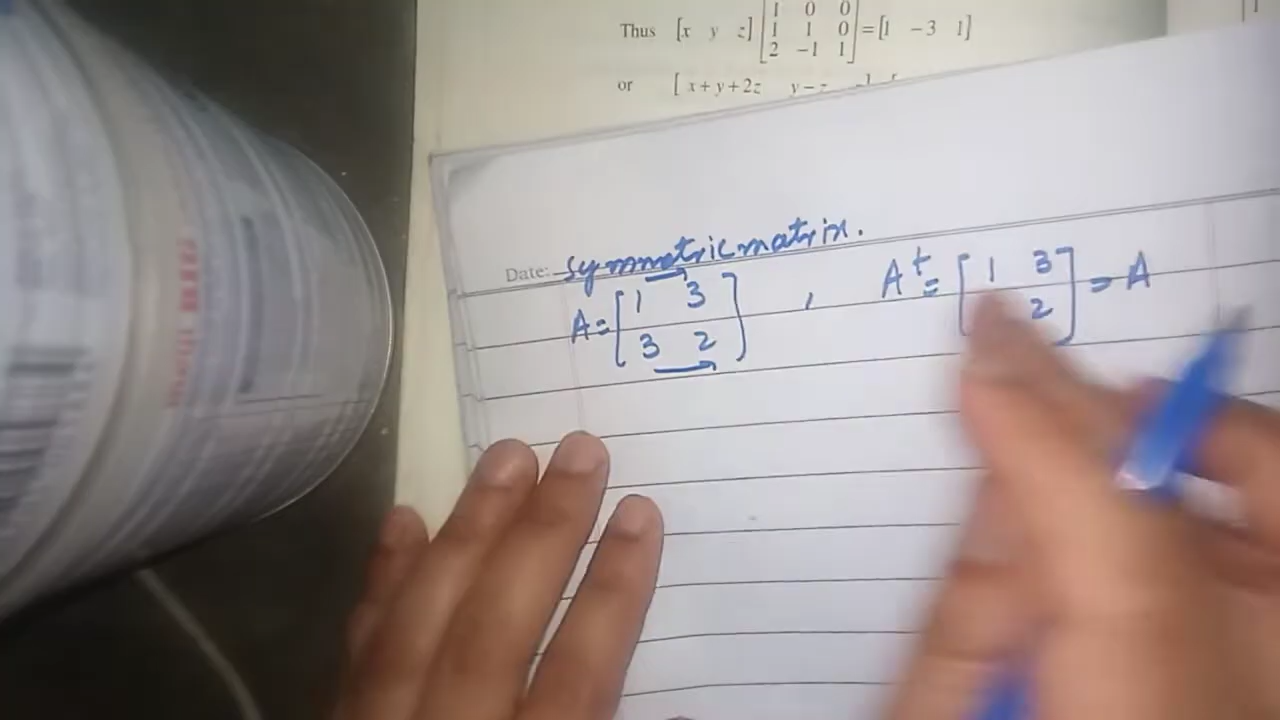 Thus [x y z] [1 0 0
1 1 0
2 -1 1] = [1 -3 1]
or [ x+y+2z y-
Date: symmetric matrix.
A = [1 3
3 2] , A^t = [1 3
2] = A